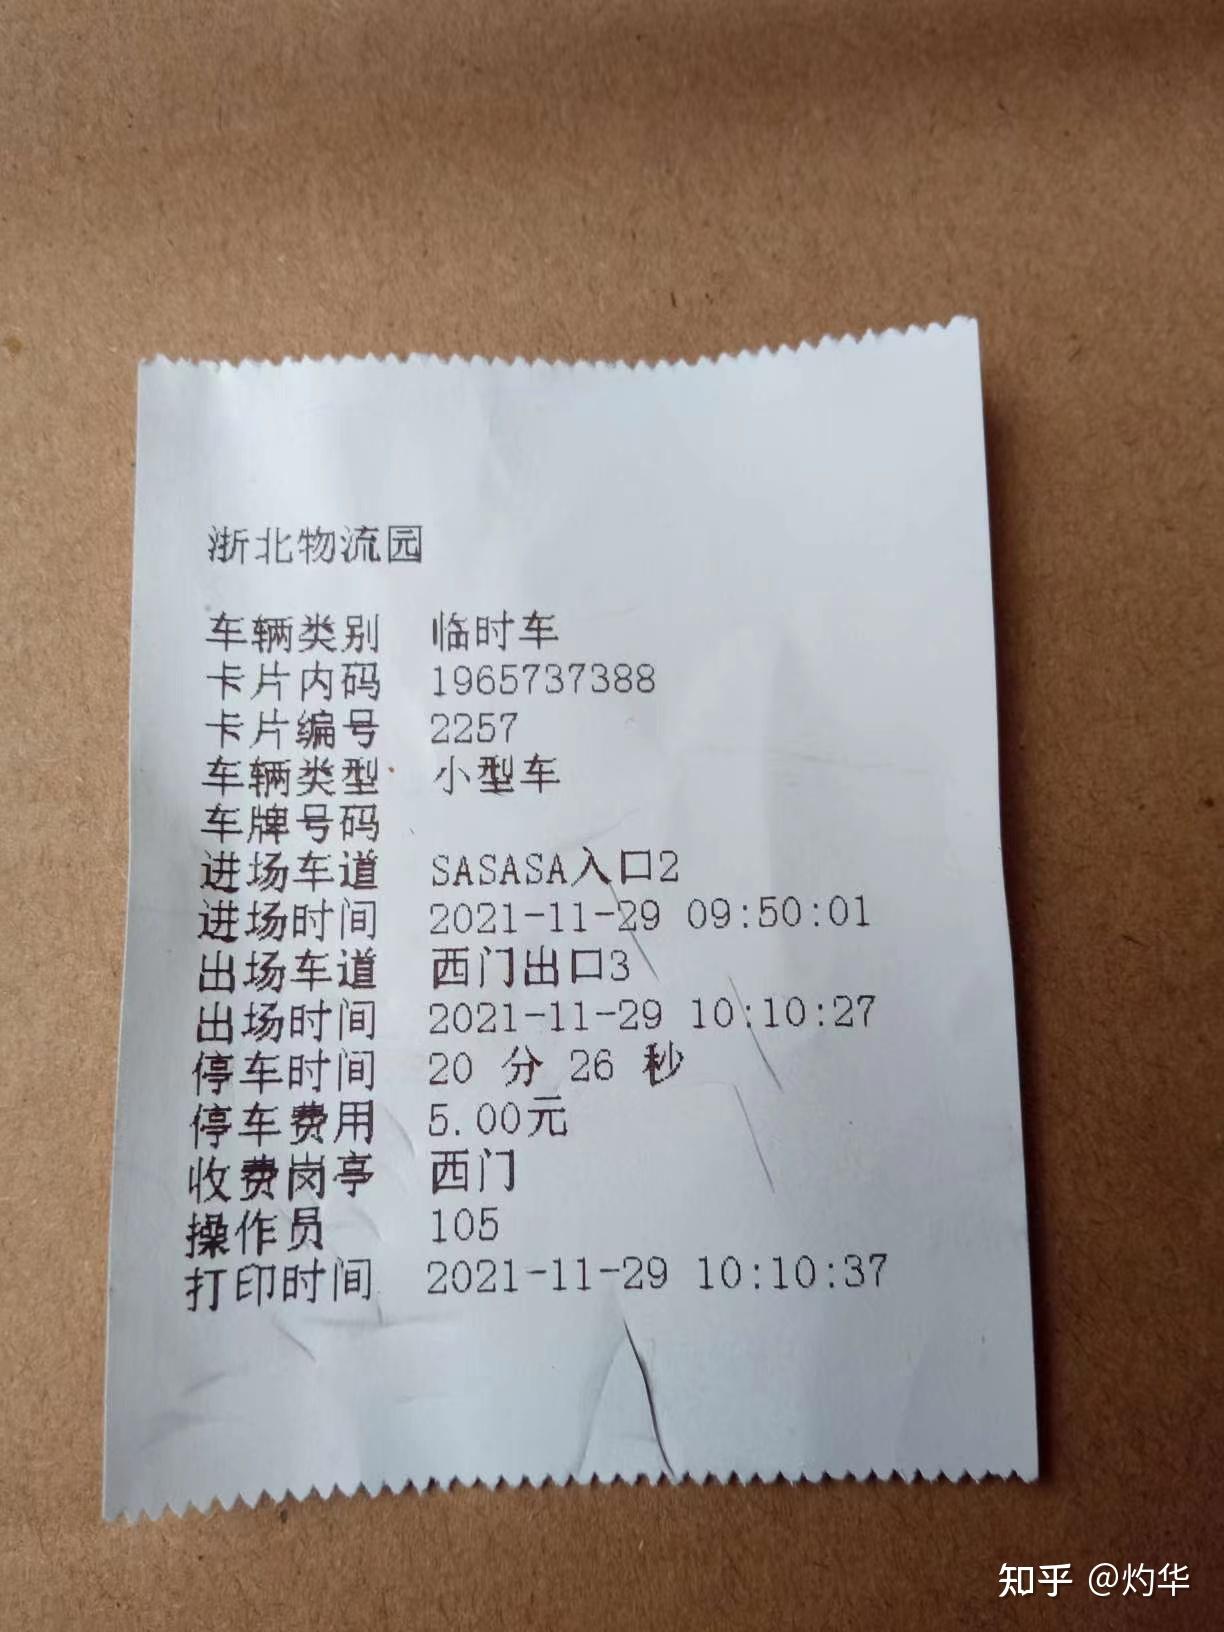 浙北物流园
车辆类别 临时车
卡片内码 1965737388
卡片编号 2257
车辆类型 小型车
车牌号码
进场车道 SASASA入口2
进场时间 2021-11-29 09:50:01
出场车道 西门出口3
出场时间 2021-11-29 10:10:27
停车时间 20 分 26 秒
停车费用 5.00元
收费岗亭 西门
操作员 105
打印时间 2021-11-29 10:10:37
知乎 @灼华